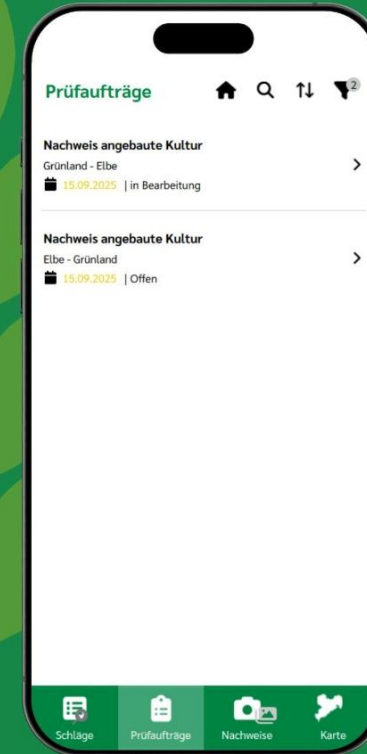 Prüfaufträge
2
Nachweis angebaute Kultur
Grünland - Elbe
15.09.2025 | in Bearbeitung
Nachweis angebaute Kultur
Elbe - Grünland
15.09.2025 | Offen
Schläge Prüfaufträge Nachweise Karte